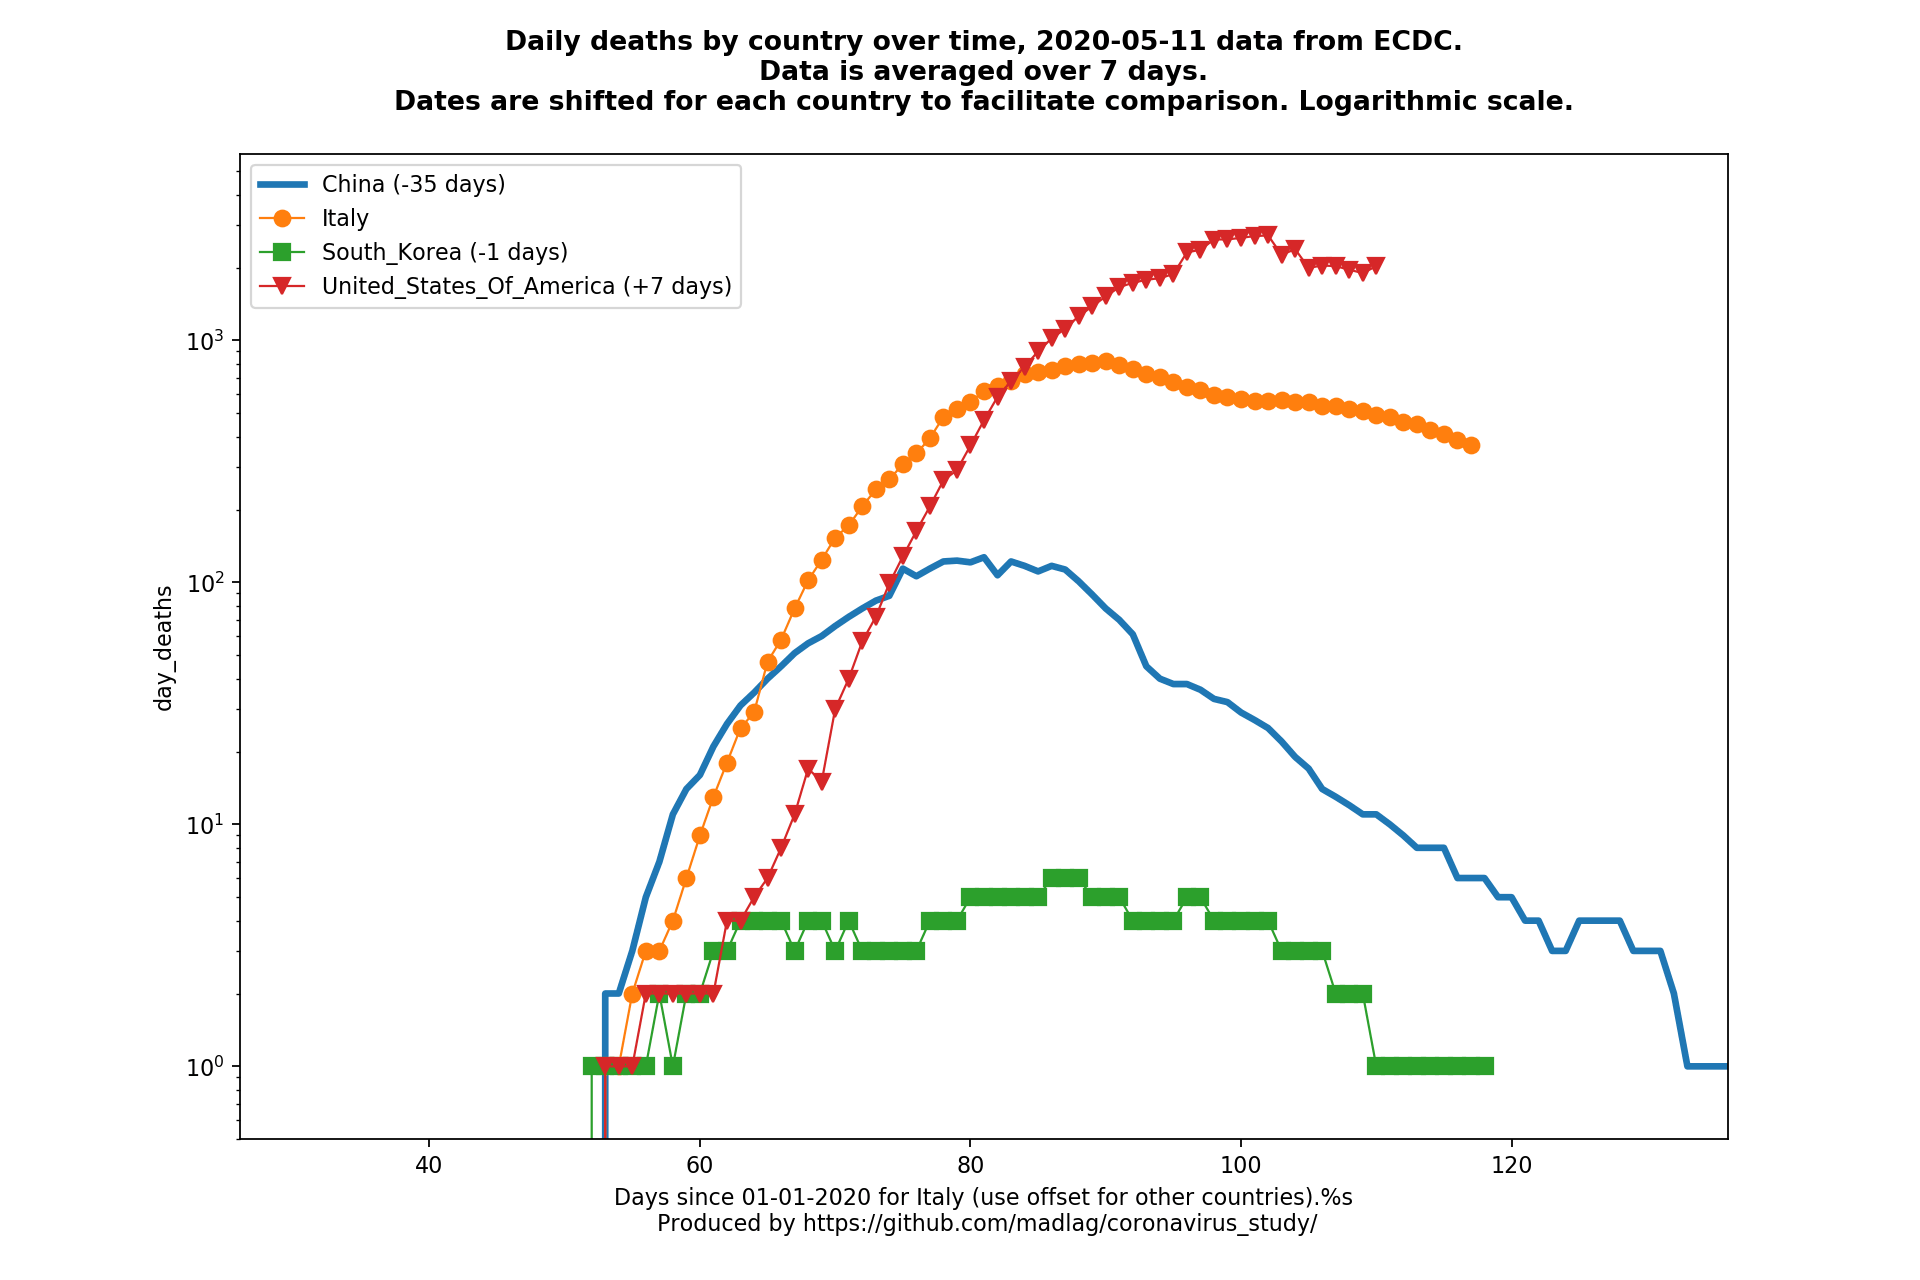 Daily deaths by country over time, 2020-05-11 data from ECDC.
Data is averaged over 7 days.
Dates are shifted for each country to facilitate comparison. Logarithmic scale.
China (-35 days)
Italy
South_Korea (-1 days)
United_States_Of_America (+7 days)
10³
10²
10¹
10⁰
day_deaths
40 60 80 100 120
Days since 01-01-2020 for Italy (use offset for other countries).%s
Produced by https://github.com/madlag/coronavirus_study/